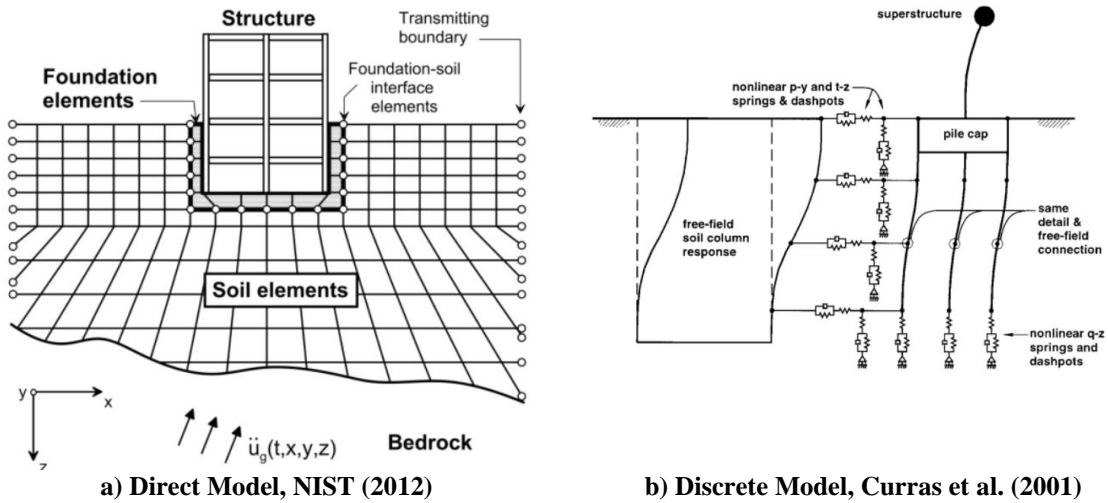 Structure
Transmitting
boundary
Foundation
elements
Foundation-soil
interface
elements
Soil elements
y
x
z
üg(t,x,y,z)
Bedrock
a) Direct Model, NIST (2012)
superstructure
nonlinear p-y and t-z
springs & dashpots
pile cap
free-field
soil column
response
same
detail &
free-field
connection
nonlinear q-z
springs and
dashpots
b) Discrete Model, Curras et al. (2001)